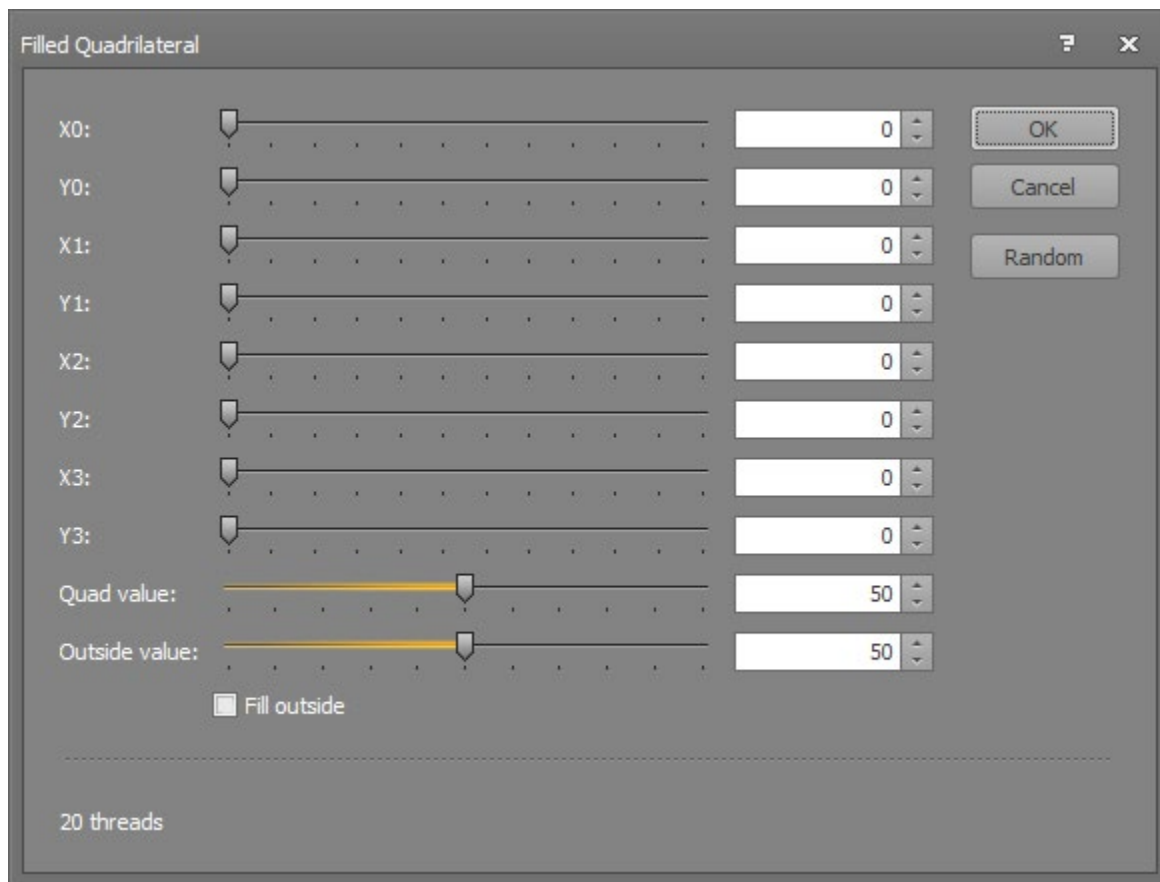 Filled Quadrilateral
X0: 0 OK
Y0: 0 Cancel
X1: 0 Random
Y1: 0
X2: 0
Y2: 0
X3: 0
Y3: 0
Quad value: 50
Outside value: 50
Fill outside
20 threads